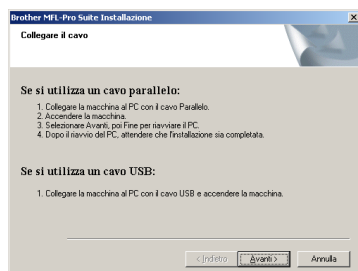 Brother MFL-Pro Suite Installazione
Collegare il cavo
Se si utilizza un cavo parallelo:
1. Collegare la macchina al PC con il cavo Parallelo.
2. Accendere la macchina.
3. Selezionare Avanti, poi Fine per riavviare il PC.
4. Dopo il riavvio del PC, attendere che l'installazione sia completata.
Se si utilizza un cavo USB:
1. Collegare la macchina al PC con il cavo USB e accendere la macchina.
< Indietro Avanti > Annulla